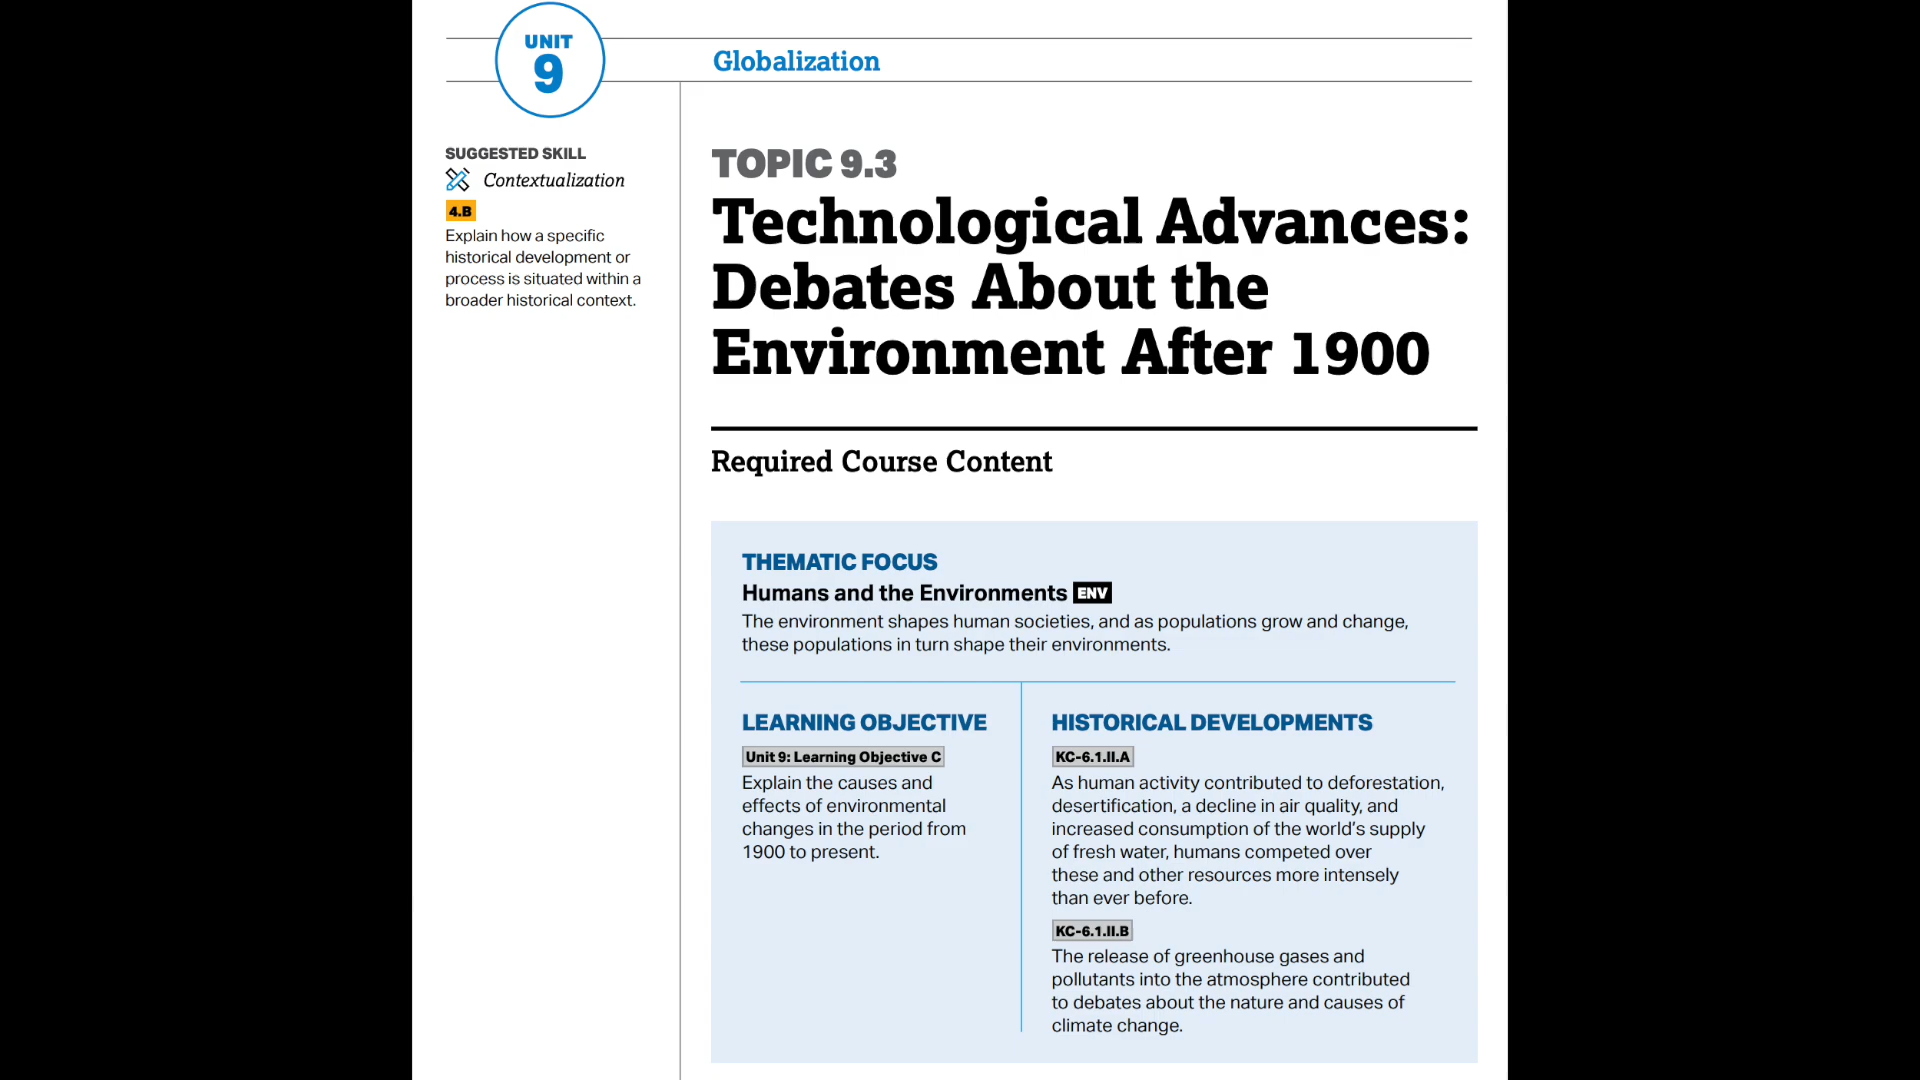 UNIT
9
Globalization
SUGGESTED SKILL
Contextualization
4.B
Explain how a specific
historical development or
process is situated within a
broader historical context.
TOPIC 9.3
Technological Advances:
Debates About the
Environment After 1900
Required Course Content
THEMATIC FOCUS
Humans and the Environments ENV
The environment shapes human societies, and as populations grow and change,
these populations in turn shape their environments.
LEARNING OBJECTIVE
Unit 9: Learning Objective C
Explain the causes and
effects of environmental
changes in the period from
1900 to present.
HISTORICAL DEVELOPMENTS
KC-6.1.II.A
As human activity contributed to deforestation,
desertification, a decline in air quality, and
increased consumption of the world's supply
of fresh water, humans competed over
these and other resources more intensely
than ever before.
KC-6.1.II.B
The release of greenhouse gases and
pollutants into the atmosphere contributed
to debates about the nature and causes of
climate change.